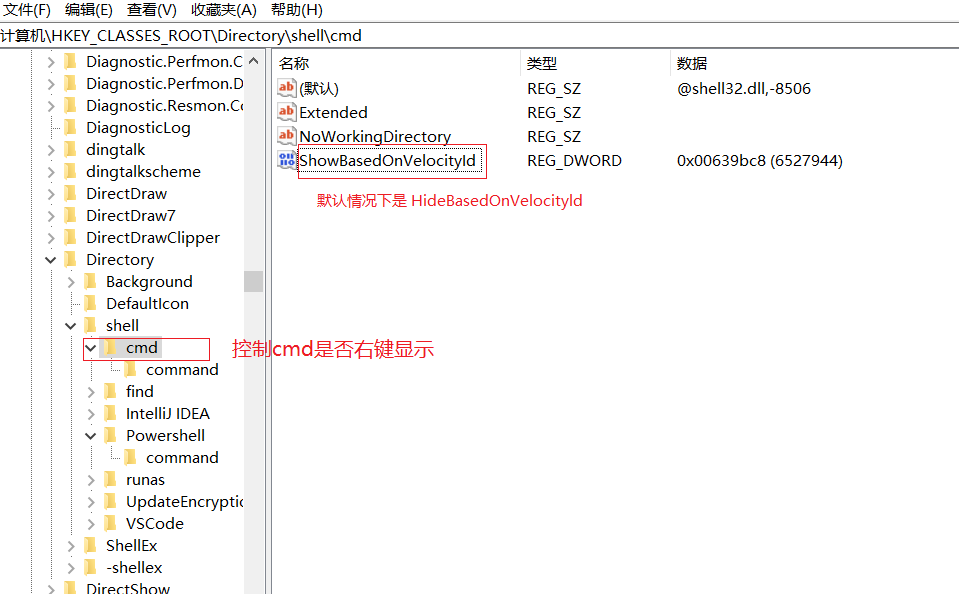 文件(F) 编辑(E) 查看(V) 收藏夹(A) 帮助(H)
计算机\HKEY_CLASSES_ROOT\Directory\shell\cmd
Diagnostic.Perfmon.C
Diagnostic.Perfmon.D
Diagnostic.Resmon.Co
DiagnosticLog
dingtalk
dingtalkscheme
DirectDraw
DirectDraw7
DirectDrawClipper
Directory
Background
DefaultIcon
shell
cmd
command
find
IntelliJ IDEA
Powershell
command
runas
UpdateEncryptic
VSCode
ShellEx
-shellex
DirectShow
名称 类型 数据
(默认) REG_SZ @shell32.dll,-8506
Extended REG_SZ
NoWorkingDirectory REG_SZ
ShowBasedOnVelocityId REG_DWORD 0x00639bc8 (6527944)
默认情况下是 HideBasedOnVelocityId
控制cmd是否右键显示